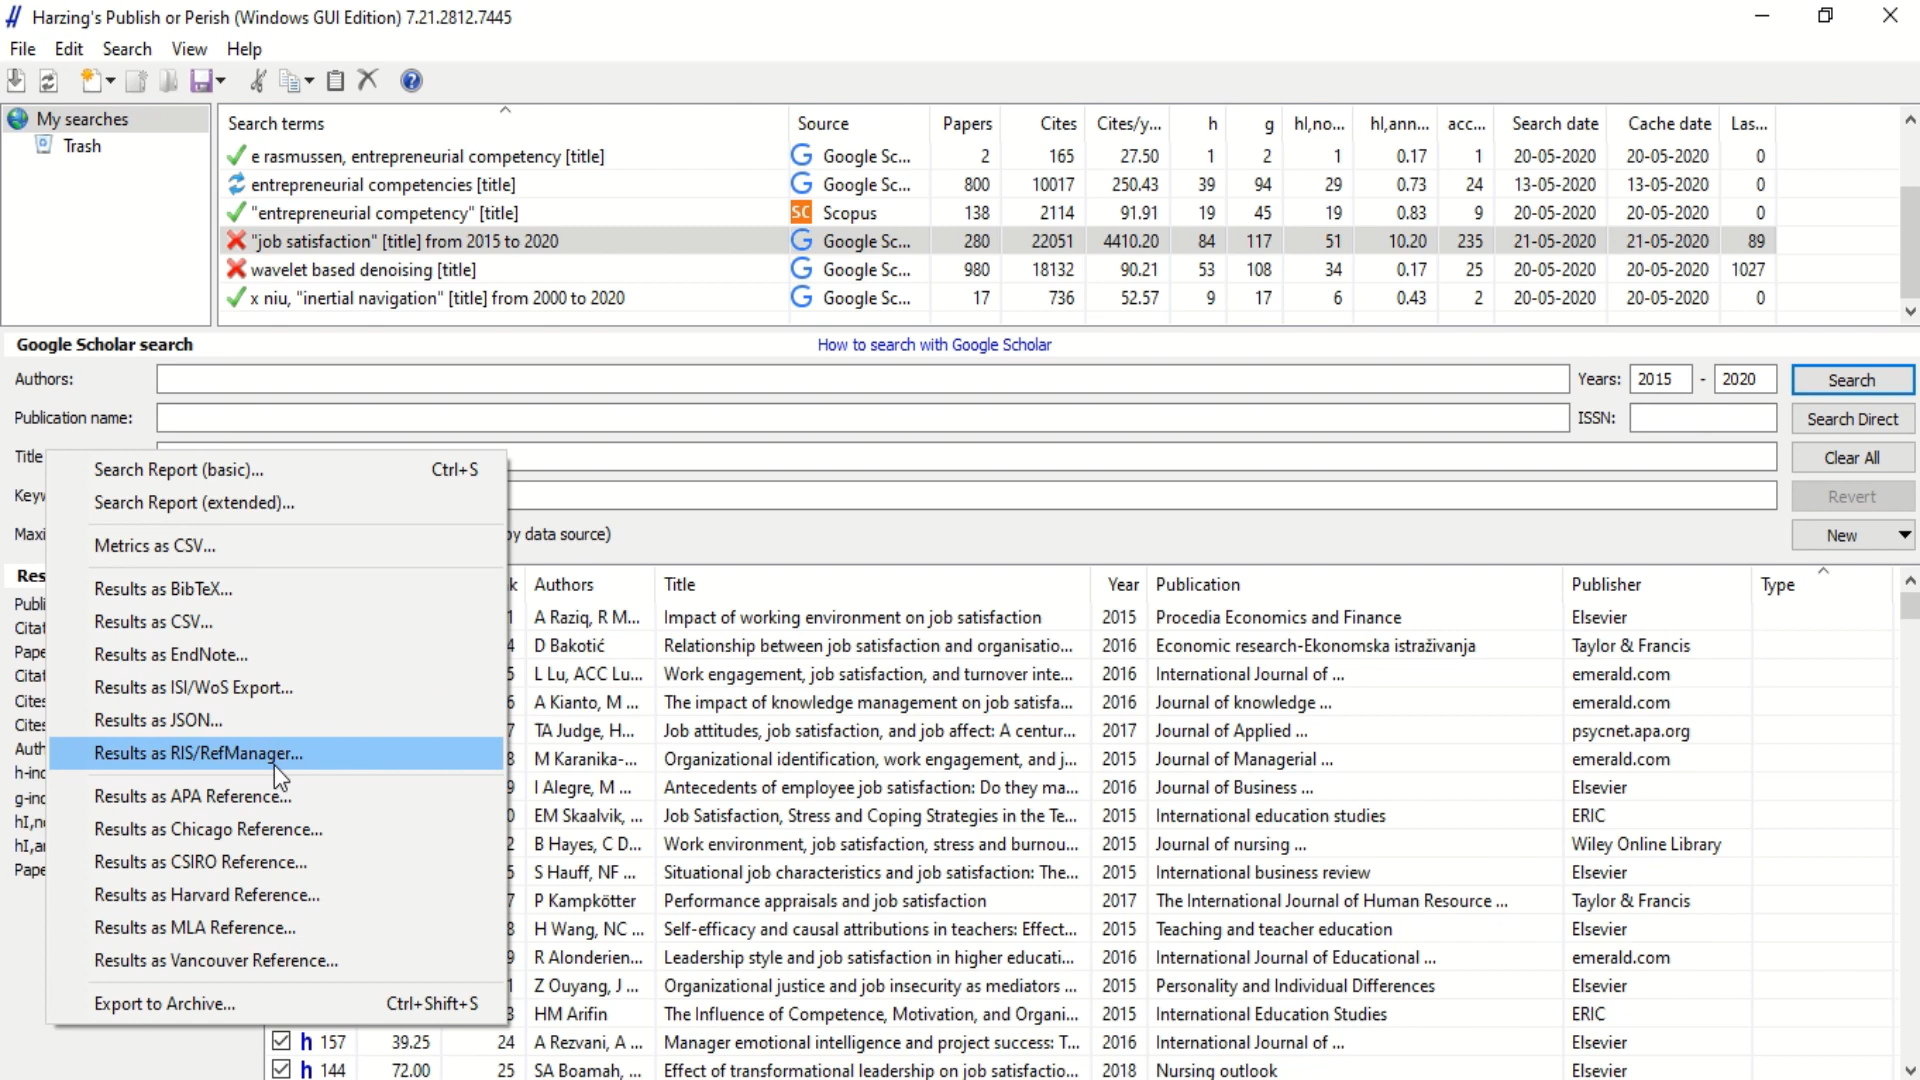 Harzing's Publish or Perish (Windows GUI Edition) 7.21.2812.7445
File Edit Search View Help
My searches
Trash
Search terms Source Papers Cites Cites/y... h g hI,no... hI,ann... acc... Search date Cache date Las...
e rasmussen, entrepreneurial competency [title] G Google Sc... 2 165 27.50 1 2 1 0.17 1 20-05-2020 20-05-2020 0
entrepreneurial competencies [title] G Google Sc... 800 10017 250.43 39 94 29 0.73 24 13-05-2020 13-05-2020 0
"entrepreneurial competency" [title] SC Scopus 138 2114 91.91 19 45 19 0.83 9 20-05-2020 20-05-2020 0
"job satisfaction" [title] from 2015 to 2020 G Google Sc... 280 22051 4410.20 84 117 51 10.20 235 21-05-2020 21-05-2020 89
wavelet based denoising [title] G Google Sc... 980 18132 90.21 53 108 34 0.17 25 20-05-2020 20-05-2020 1027
x niu, "inertial navigation" [title] from 2000 to 2020 G Google Sc... 17 736 52.57 9 17 6 0.43 2 20-05-2020 20-05-2020 0
Google Scholar search How to search with Google Scholar
Authors: Years: 2015 - 2020 Search
Publication name: ISSN: Search Direct
Title Clear All
Revert
by data source) New
Search Report (basic)... Ctrl+S
Search Report (extended)...
Metrics as CSV...
Results as BibTeX...
Results as CSV...
Results as EndNote...
Results as ISI/WoS Export...
Results as JSON...
Results as RIS/RefManager...
Results as APA Reference...
Results as Chicago Reference...
Results as CSIRO Reference...
Results as Harvard Reference...
Results as MLA Reference...
Results as Vancouver Reference...
Export to Archive... Ctrl+Shift+S
Authors Title Year Publication Publisher Type
A Raziq, R M... Impact of working environment on job satisfaction 2015 Procedia Economics and Finance Elsevier
D Bakotić Relationship between job satisfaction and organisatio... 2016 Economic research-Ekonomska istraživanja Taylor & Francis
L Lu, ACC Lu... Work engagement, job satisfaction, and turnover inte... 2016 International Journal of ... emerald.com
A Kianto, M ... The impact of knowledge management on job satisfa... 2016 Journal of knowledge ... emerald.com
TA Judge, H... Job attitudes, job satisfaction, and job affect: A centur... 2017 Journal of Applied ... psycnet.apa.org
M Karanika-... Organizational identification, work engagement, and j... 2015 Journal of Managerial ... emerald.com
I Alegre, M ... Antecedents of employee job satisfaction: Do they ma... 2016 Journal of Business ... Elsevier
EM Skaalvik, ... Job Satisfaction, Stress and Coping Strategies in the Te... 2015 International education studies ERIC
B Hayes, C D... Work environment, job satisfaction, stress and burnou... 2015 Journal of nursing ... Wiley Online Library
S Hauff, NF ... Situational job characteristics and job satisfaction: The... 2015 International business review Elsevier
P Kampkötter Performance appraisals and job satisfaction 2017 The International Journal of Human Resource ... Taylor & Francis
H Wang, NC ... Self-efficacy and causal attributions in teachers: Effect... 2015 Teaching and teacher education Elsevier
R Alonderien... Leadership style and job satisfaction in higher educati... 2016 International Journal of Educational ... emerald.com
Z Ouyang, J ... Organizational justice and job insecurity as mediators ... 2015 Personality and Individual Differences Elsevier
HM Arifin The Influence of Competence, Motivation, and Organi... 2015 International Education Studies ERIC
h 157 39.25 24 A Rezvani, A ... Manager emotional intelligence and project success: T... 2016 International Journal of ... Elsevier
h 144 72.00 25 SA Boamah, ... Effect of transformational leadership on job satisfactio... 2018 Nursing outlook Elsevier